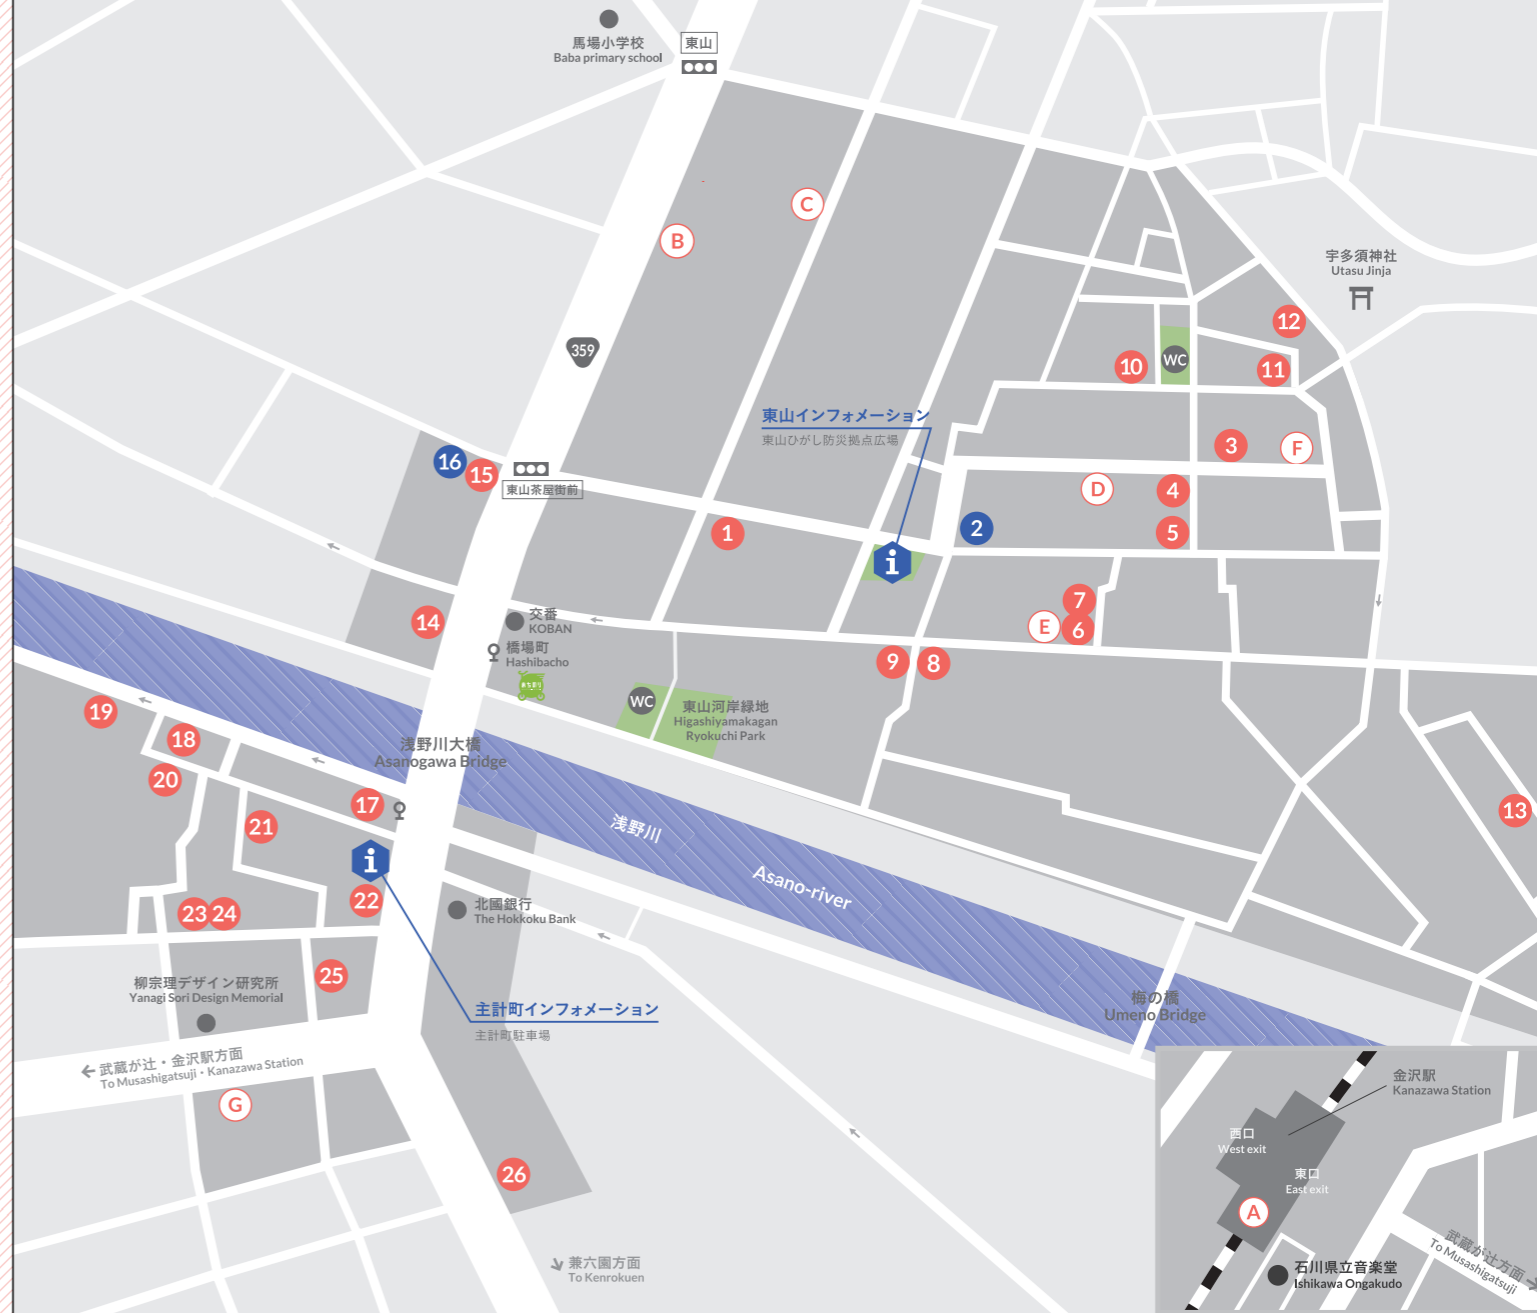 馬場小学校
Baba primary school
東山
C
B
宇多須神社
Utasu Jinja
12
359
10
WC
11
東山インフォメーション
東山ひがし防災拠点広場
3
F
16
15
東山茶屋街前
D
4
1
2
5
i
7
E
6
14
交番
KOBAN
橋場町
Hashibacho
まちのり
9
8
WC
東山河岸緑地
Higashiyamakagan
Ryokuchi Park
19
18
浅野川大橋
Asanogawa Bridge
20
17
21
浅野川
13
i
Asano-river
22
23
24
北國銀行
The Hokkoku Bank
25
柳宗理デザイン研究所
Yanagi Sori Design Memorial
主計町インフォメーション
主計町駐車場
梅の橋
Umeno Bridge
武蔵が辻・金沢駅方面
To Musashigatsuji・Kanazawa Station
G
金沢駅
Kanazawa Station
西口
West exit
東口
East exit
26
A
武蔵が辻方面
To Musashigatsuji
兼六園方面
To Kenrokuen
石川県立音楽堂
Ishikawa Ongakudo